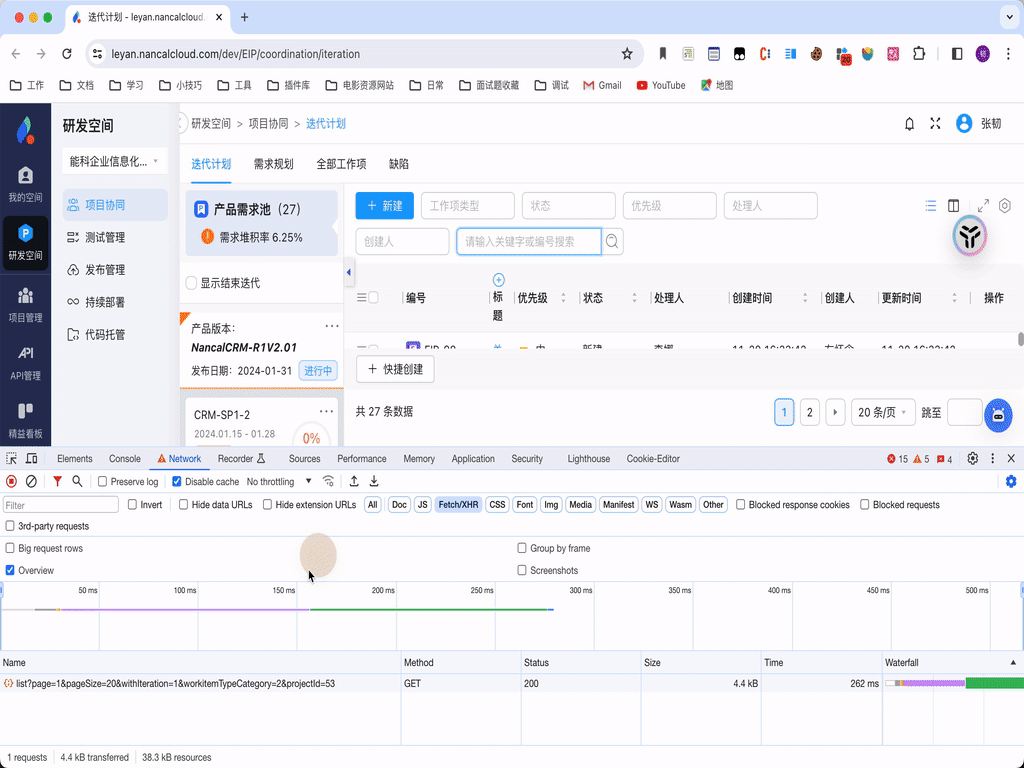 迭代计划 - leyan.nancalcloud.
leyan.nancalcloud.com/dev/EIP/coordination/iteration
20
工作 文档 学习 小技巧 工具 插件库 电影资源网站 日常 面试题收藏 调试 Gmail YouTube 地图
我的空间
研发空间
项目管理
API
API管理
精益看板
研发空间
能科企业信息化...
项目协同
测试管理
发布管理
持续部署
代码托管
研发空间 > 项目协同 > 迭代计划
张韧
迭代计划 需求规划 全部工作项 缺陷
产品需求池（27）
需求堆积率 6.25%
显示结束迭代
产品版本：
NancalCRM-R1V2.01
发布日期：2024-01-31 进行中
CRM-SP1-2
2024.01.15 - 01.28
0%
新建 工作项类型 状态 优先级 处理人
创建人 请输入关键字或编号搜索
编号 标题 优先级 状态 处理人 创建时间 创建人 更新时间 操作
快捷创建
共 27 条数据 1 2 20 条/页 跳至
Elements Console Network Recorder Sources Performance Memory Application Security Lighthouse Cookie-Editor 15 5 4
Preserve log Disable cache No throttling
Filter Invert Hide data URLs Hide extension URLs All Doc JS Fetch/XHR CSS Font Img Media Manifest WS Wasm Other Blocked response cookies Blocked requests
3rd-party requests
Big request rows Group by frame
Overview Screenshots
50 ms 100 ms 150 ms 200 ms 250 ms 300 ms 350 ms 400 ms 450 ms 500 ms
Name Method Status Size Time Waterfall
list?page=1&pageSize=20&withIteration=1&workitemTypeCategory=2&projectId=53 GET 200 4.4 kB 262 ms
1 requests 4.4 kB transferred 38.3 kB resources